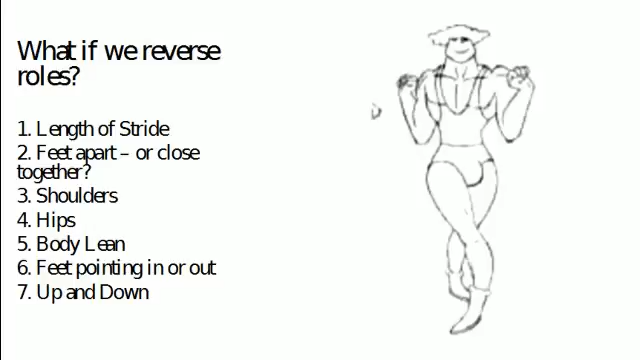 What if we reverse
roles?
1. Length of Stride
2. Feet apart – or close
together?
3. Shoulders
4. Hips
5. Body Lean
6. Feet pointing in or out
7. Up and Down